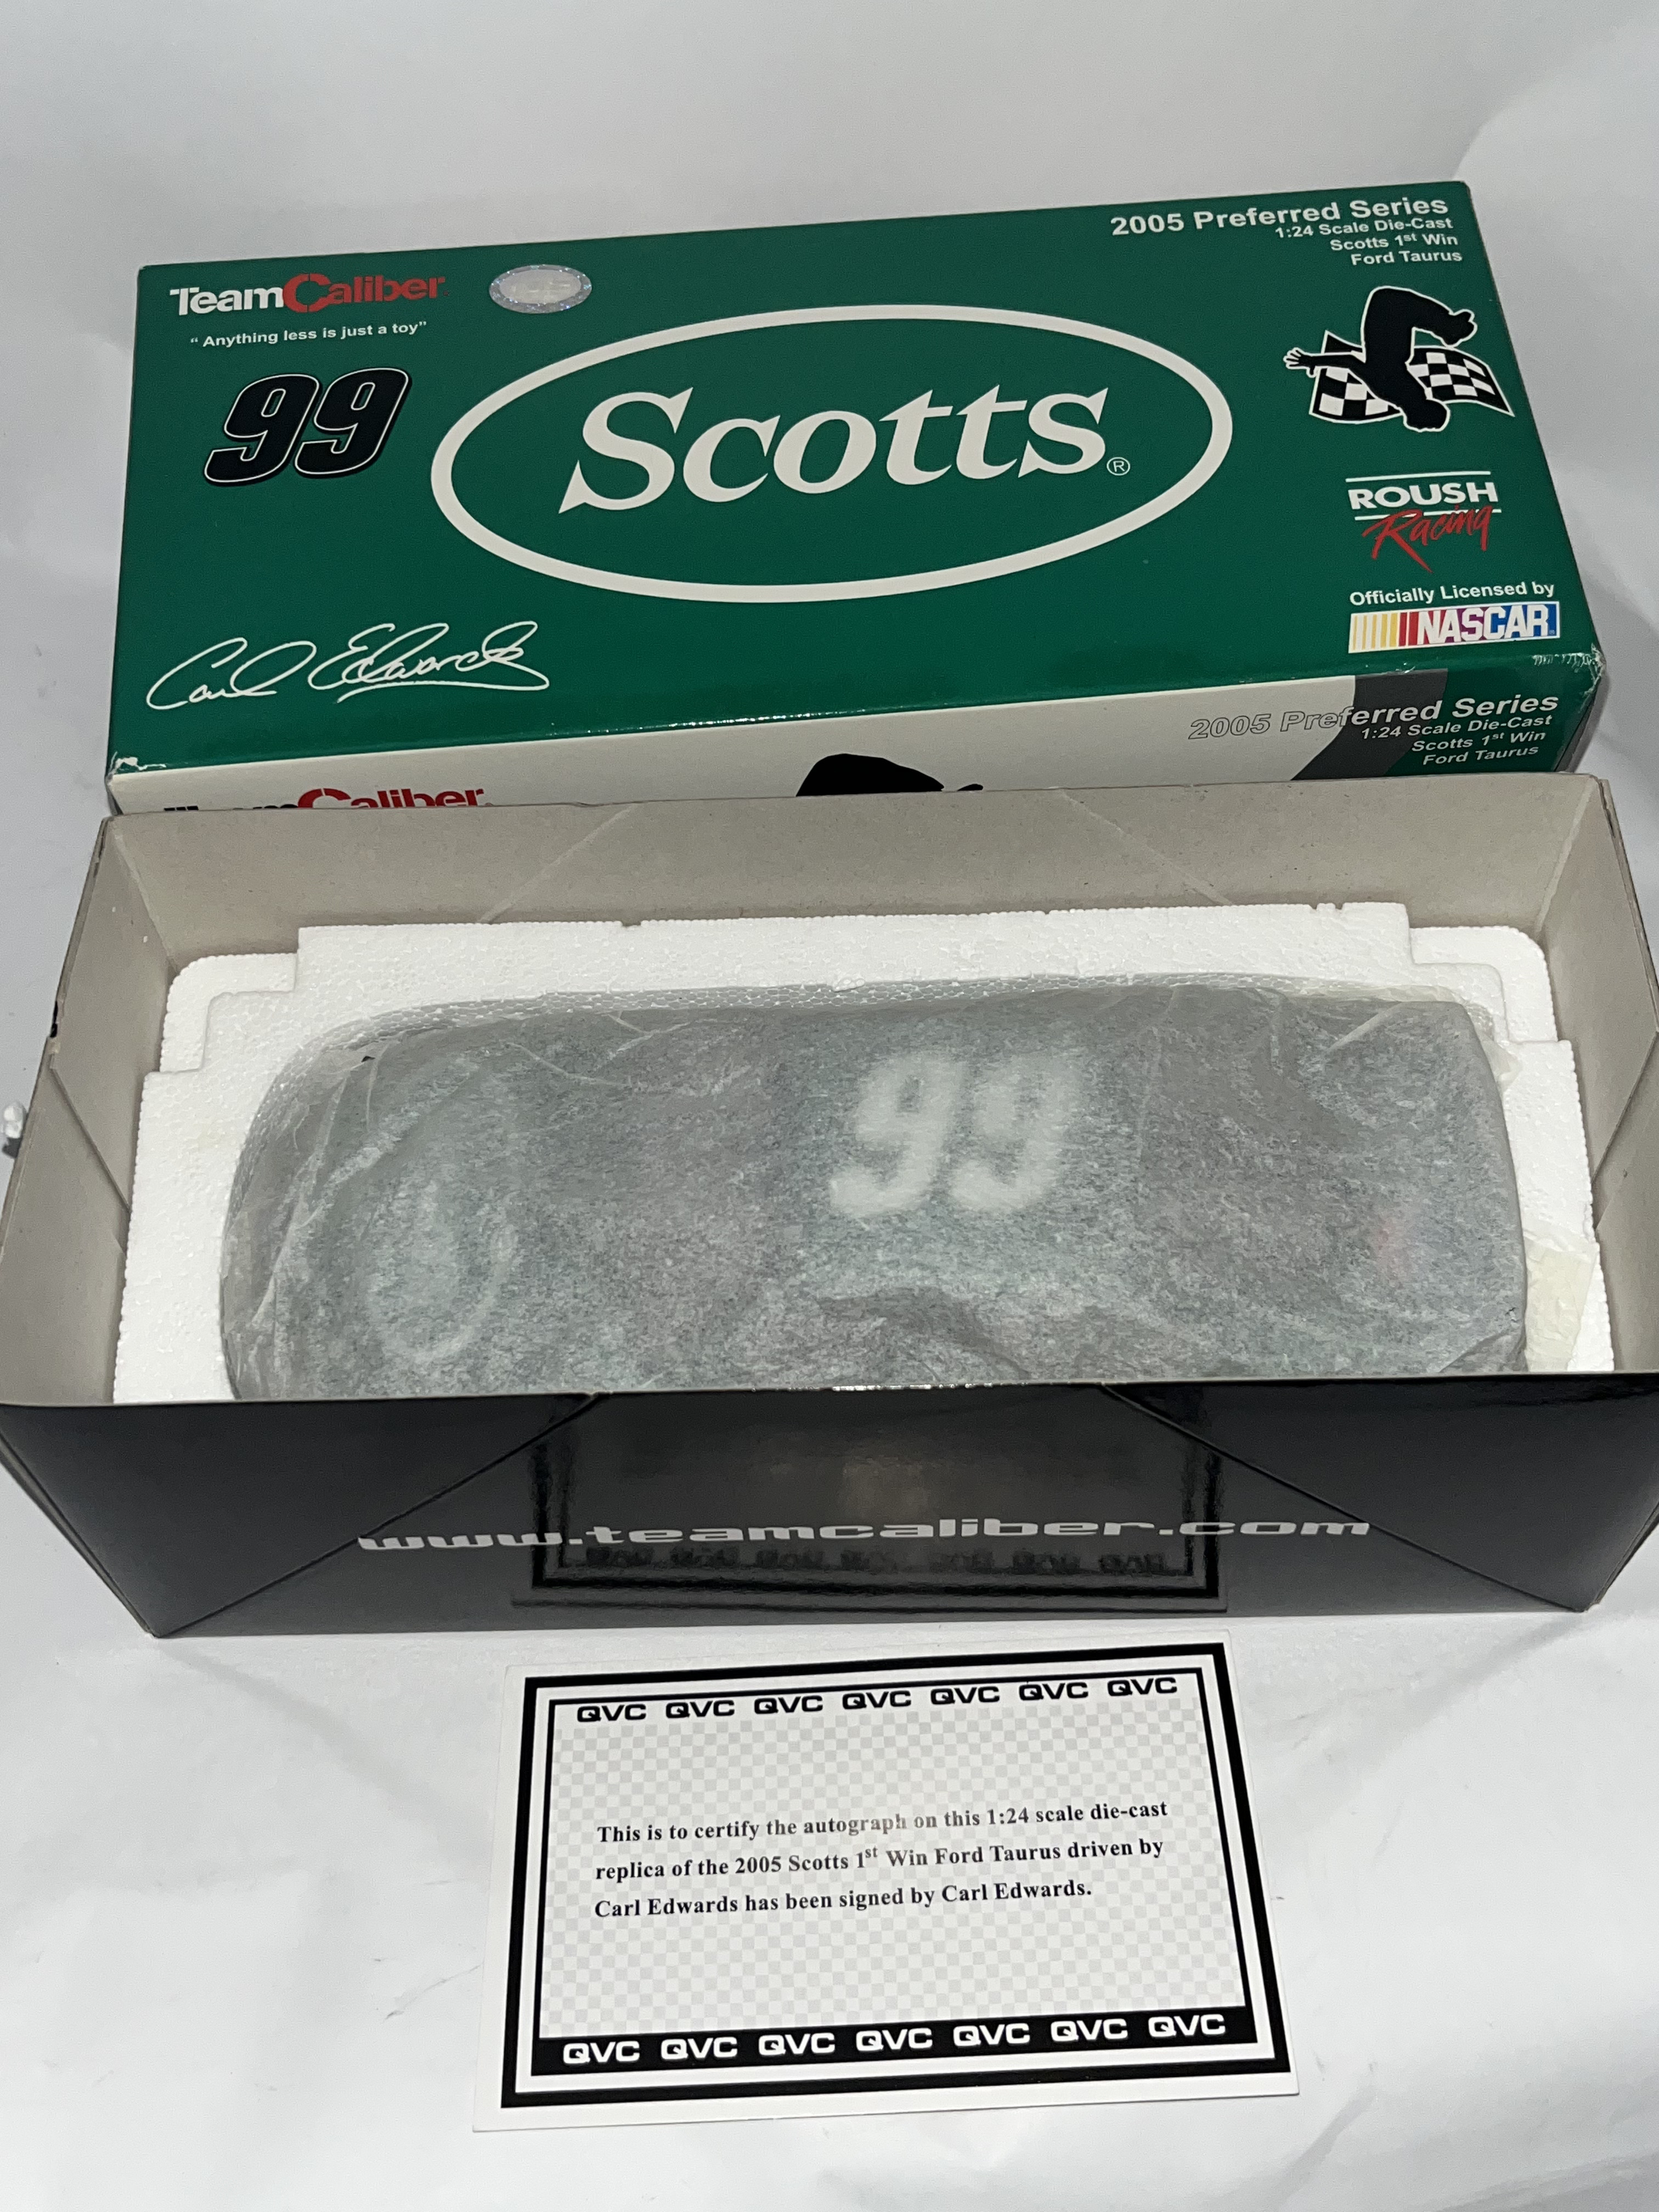 2005 Preferred Series
1:24 Scale Die-Cast
Scotts 1st Win
Ford Taurus
TeamCaliber
“Anything less is just a toy”
99
Scotts®
ROUSH
Racing
Officially Licensed by
NASCAR
Carl Edwards
2005 Preferred Series
1:24 Scale Die-Cast
Scotts 1st Win
Ford Taurus
TeamCaliber
99
www.teamcaliber.com
QVC QVC QVC QVC QVC QVC QVC
This is to certify the autograph on this 1:24 scale die-cast
replica of the 2005 Scotts 1st Win Ford Taurus driven by
Carl Edwards has been signed by Carl Edwards.
QVC QVC QVC QVC QVC QVC QVC